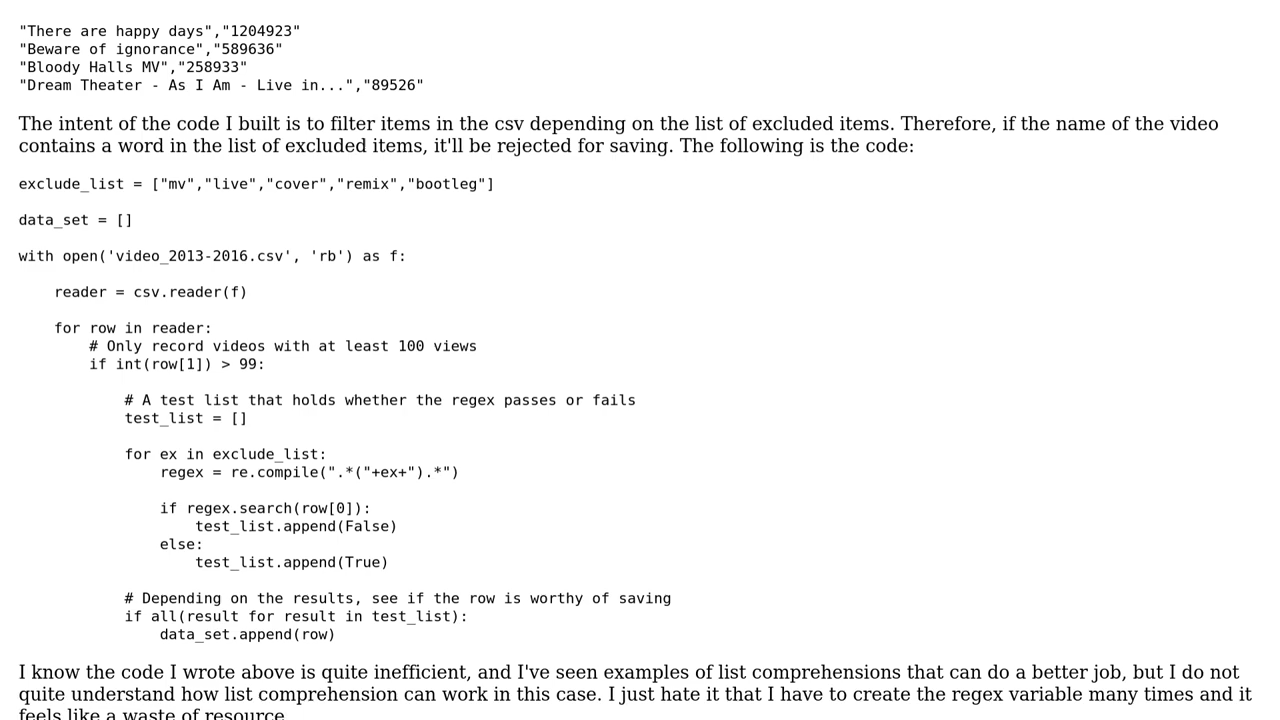 "There are happy days","1204923"
"Beware of ignorance","589636"
"Bloody Halls MV","258933"
"Dream Theater - As I Am - Live in...","89526"
The intent of the code I built is to filter items in the csv depending on the list of excluded items. Therefore, if the name of the video
contains a word in the list of excluded items, it'll be rejected for saving. The following is the code:
exclude_list = ["mv","live","cover","remix","bootleg"]
data_set = []
with open('video_2013-2016.csv', 'rb') as f:
    reader = csv.reader(f)
    for row in reader:
        # Only record videos with at least 100 views
        if int(row[1]) > 99:
            # A test list that holds whether the regex passes or fails
            test_list = []
            for ex in exclude_list:
                regex = re.compile(".*("+ex+").*")
                if regex.search(row[0]):
                    test_list.append(False)
                else:
                    test_list.append(True)
            # Depending on the results, see if the row is worthy of saving
            if all(result for result in test_list):
                data_set.append(row)
I know the code I wrote above is quite inefficient, and I've seen examples of list comprehensions that can do a better job, but I do not
quite understand how list comprehension can work in this case. I just hate it that I have to create the regex variable many times and it
feels like a waste of resource.